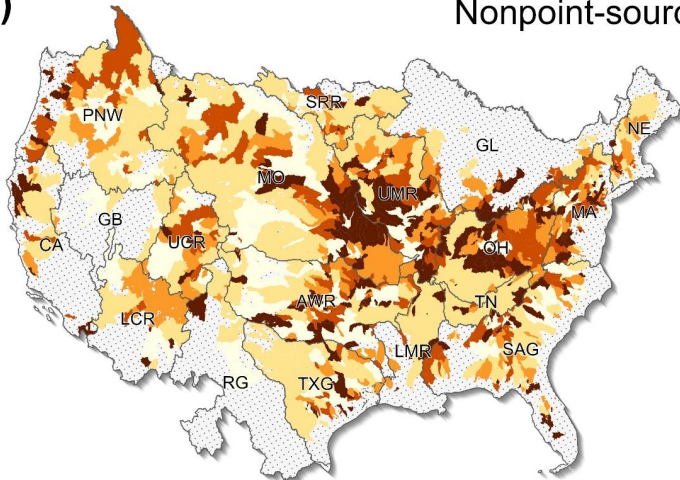 )
Nonpoint-sourc
SRR
PNW
NE
GL
MO
UMR
MA
GB
CA
UCR
OH
AWR
TN
LCR
LMR
SAG
RG
TXG